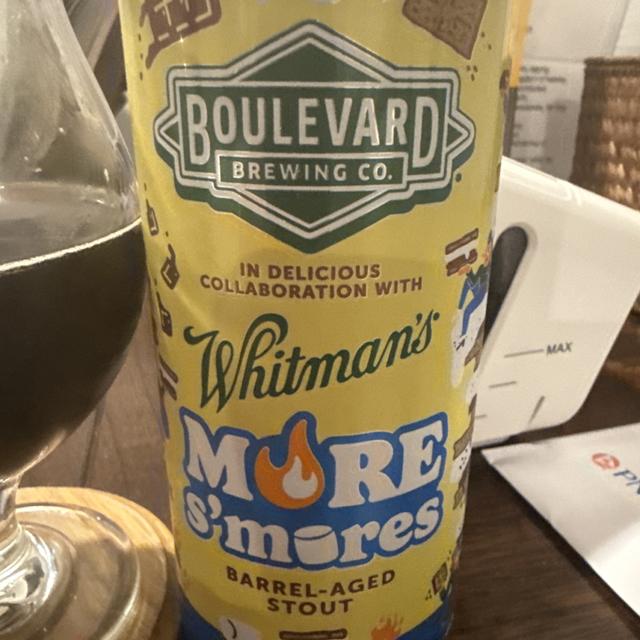 BOULEVARD
BREWING CO.
IN DELICIOUS
COLLABORATION WITH
Whitman's
MORE
s'mores
BARREL-AGED
STOUT
MAX